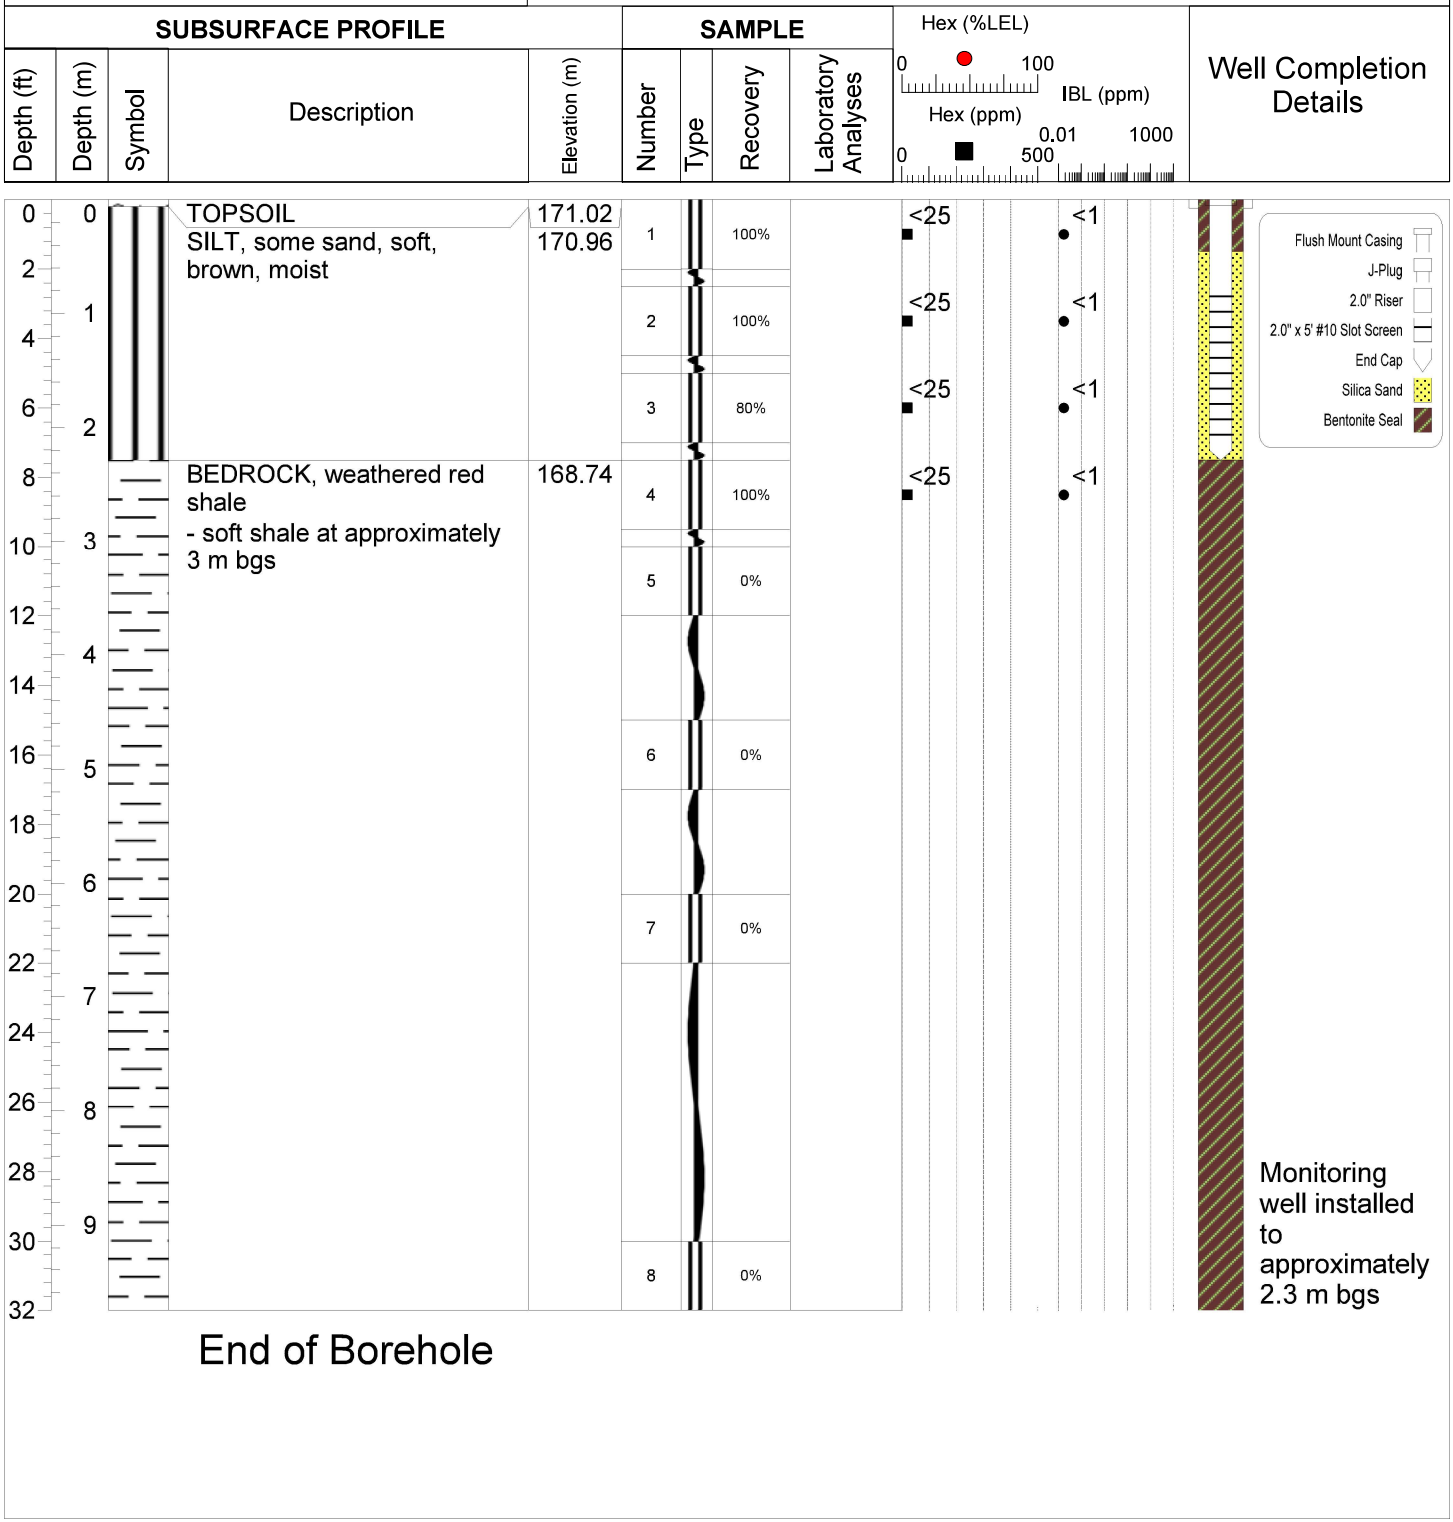 SUBSURFACE PROFILE
SAMPLE
Depth (ft)
Depth (m)
Symbol
Description
Elevation (m)
Number
Type
Recovery
Laboratory
Analyses
Hex (%LEL)
0 100
Hex (ppm)
0 500
IBL (ppm)
0.01 1000
Well Completion
Details
0
2
4
6
8
10
12
14
16
18
20
22
24
26
28
30
32
0
1
2
3
4
5
6
7
8
9
TOPSOIL
SILT, some sand, soft,
brown, moist
BEDROCK, weathered red
shale
- soft shale at approximately
3 m bgs
171.02
170.96
168.74
1 100%
2 100%
3 80%
4 100%
5 0%
6 0%
7 0%
8 0%
<25 <1
<25 <1
<25 <1
<25 <1
Flush Mount Casing
J-Plug
2.0" Riser
2.0" x 5' #10 Slot Screen
End Cap
Silica Sand
Bentonite Seal
Monitoring
well installed
to
approximately
2.3 m bgs
End of Borehole